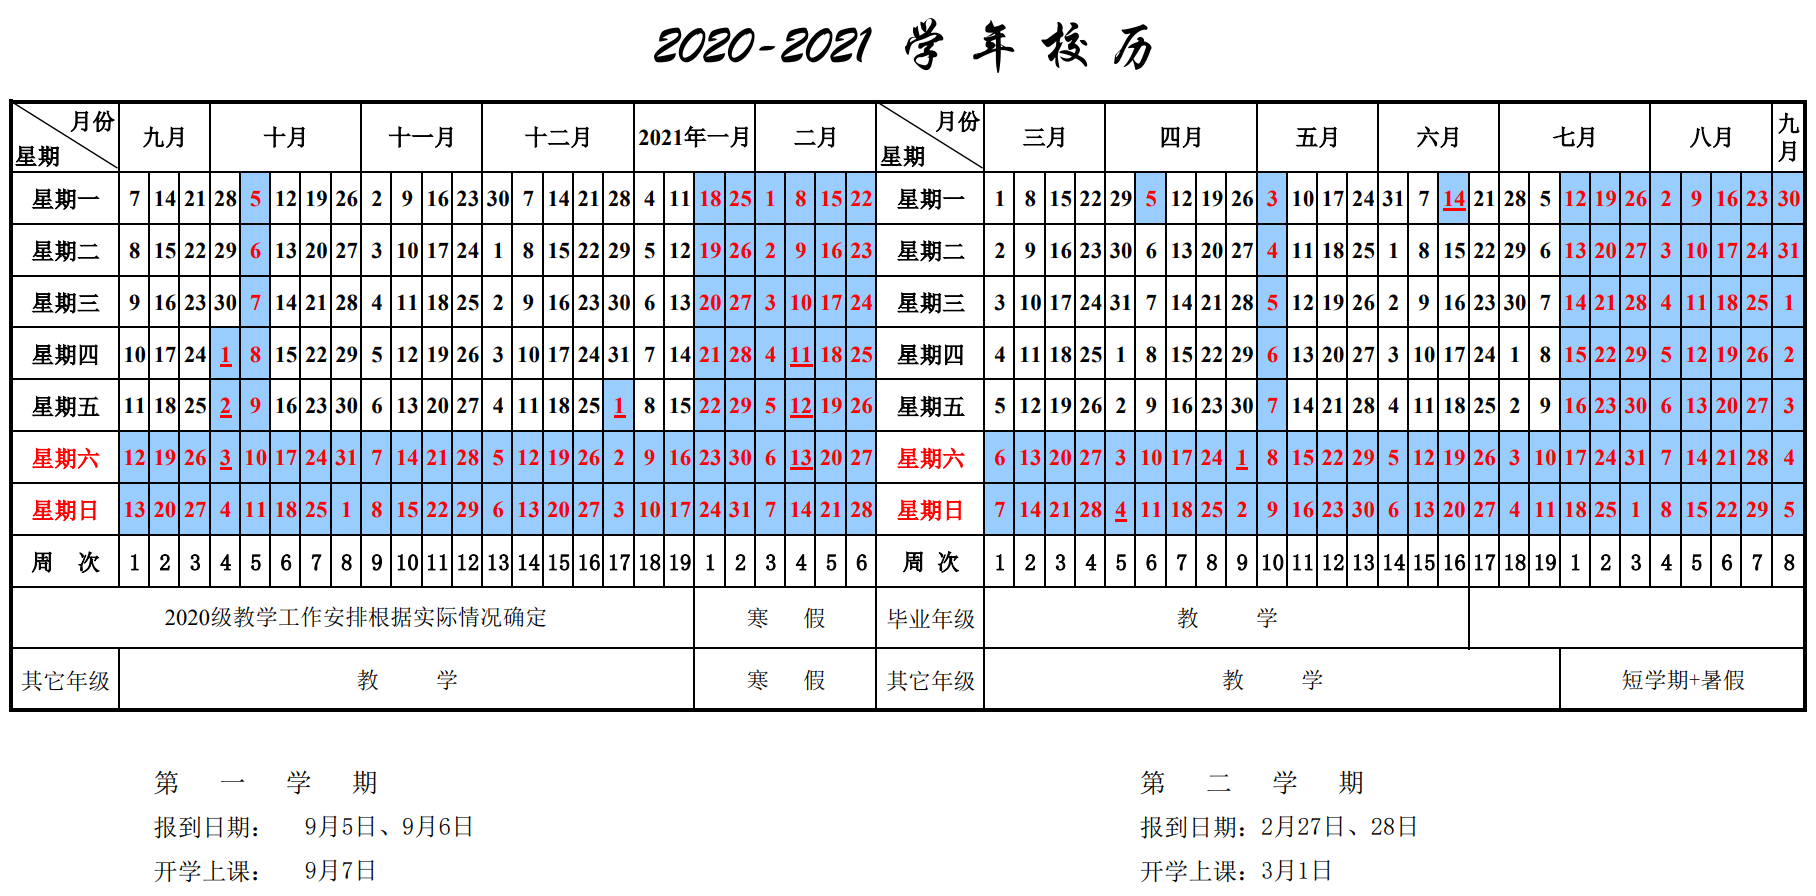 2020-2021 学 年 校 历
月份 星期 九月 十月 十一月 十二月 2021年一月 二月 月份 星期 三月 四月 五月 六月 七月 八月 九月
星期一 7 14 21 28 5 12 19 26 2 9 16 23 30 7 14 21 28 4 11 18 25 1 8 15 22 星期一 1 8 15 22 29 5 12 19 26 3 10 17 24 31 7 14 21 28 5 12 19 26 2 9 16 23 30
星期二 8 15 22 29 6 13 20 27 3 10 17 24 1 8 15 22 29 5 12 19 26 2 9 16 23 星期二 2 9 16 23 30 6 13 20 27 4 11 18 25 1 8 15 22 29 6 13 20 27 3 10 17 24 31
星期三 9 16 23 30 7 14 21 28 4 11 18 25 2 9 16 23 30 6 13 20 27 3 10 17 24 星期三 3 10 17 24 31 7 14 21 28 5 12 19 26 2 9 16 23 30 7 14 21 28 4 11 18 25 1
星期四 10 17 24 1 8 15 22 29 5 12 19 26 3 10 17 24 31 7 14 21 28 4 11 18 25 星期四 4 11 18 25 1 8 15 22 29 6 13 20 27 3 10 17 24 1 8 15 22 29 5 12 19 26 2
星期五 11 18 25 2 9 16 23 30 6 13 20 27 4 11 18 25 1 8 15 22 29 5 12 19 26 星期五 5 12 19 26 2 9 16 23 30 7 14 21 28 4 11 18 25 2 9 16 23 30 6 13 20 27 3
星期六 12 19 26 3 10 17 24 31 7 14 21 28 5 12 19 26 2 9 16 23 30 6 13 20 27 星期六 6 13 20 27 3 10 17 24 1 8 15 22 29 5 12 19 26 3 10 17 24 31 7 14 21 28 4
星期日 13 20 27 4 11 18 25 1 8 15 22 29 6 13 20 27 3 10 17 24 31 7 14 21 28 星期日 7 14 21 28 4 11 18 25 2 9 16 23 30 6 13 20 27 4 11 18 25 1 8 15 22 29 5
周 次 1 2 3 4 5 6 7 8 9 10 11 12 13 14 15 16 17 18 19 1 2 3 4 5 6 周 次 1 2 3 4 5 6 7 8 9 10 11 12 13 14 15 16 17 18 19 1 2 3 4 5 6 7 8
2020级教学工作安排根据实际情况确定 寒 假 毕业年级 教 学
其它年级 教 学 寒 假 其它年级 教 学 短学期+暑假
第 一 学 期 第 二 学 期
报到日期： 9月5日、9月6日 报到日期：2月27日、28日
开学上课： 9月7日 开学上课：3月1日